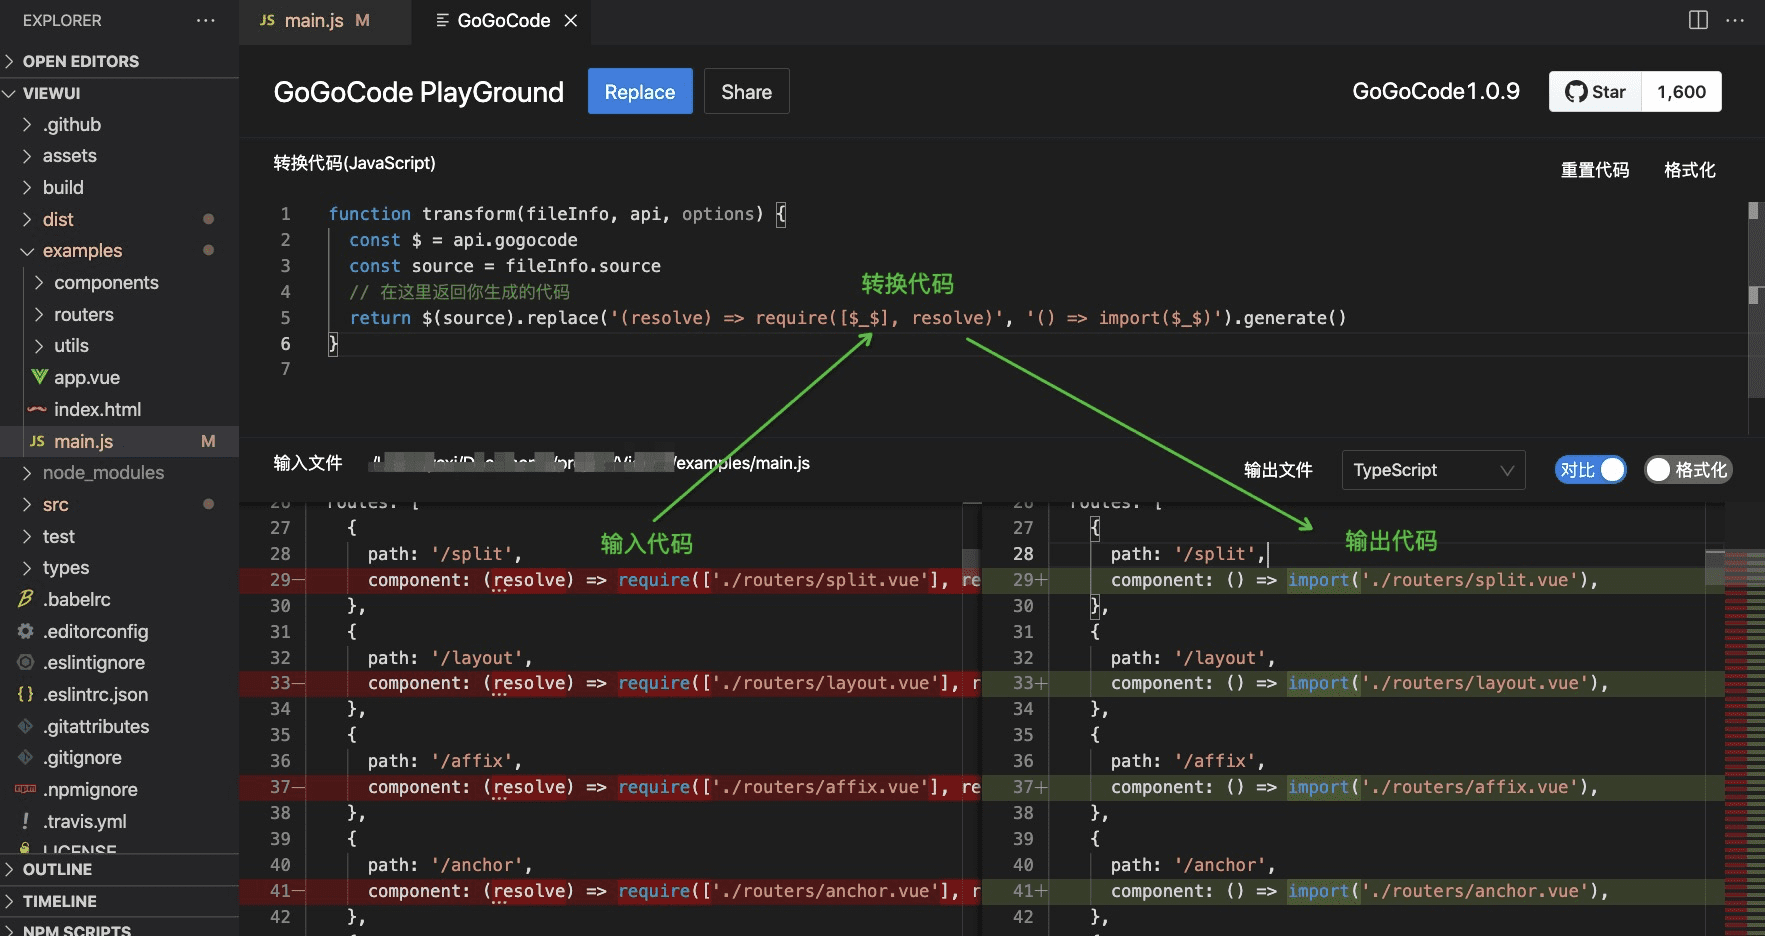 EXPLORER ···
OPEN EDITORS
VIEWUI
.github
assets
build
dist
examples
components
routers
utils
app.vue
index.html
JS main.js M
node_modules
src
test
types
.babelrc
.editorconfig
.eslintignore
{} .eslintrc.json
.gitattributes
.gitignore
npm .npmignore
! .travis.yml
LICENSE
OUTLINE
TIMELINE
NPM SCRIPTS
JS main.js M
GoGoCode ×
···
GoGoCode PlayGround Replace Share
GoGoCode1.0.9 Star 1,600
转换代码(JavaScript)
重置代码 格式化
1 function transform(fileInfo, api, options) {
2 const $ = api.gogocode
3 const source = fileInfo.source
4 // 在这里返回你生成的代码
转换代码
5 return $(source).replace('(resolve) => require([$_$], resolve)', '() => import($_$)').generate()
6 }
7
输入文件 /examples/main.js
输出文件 TypeScript 对比 格式化
26 routes: [
27 {
输入代码
28 path: '/split',
29— component: (resolve) => require(['./routers/split.vue'], re
30 },
31 {
32 path: '/layout',
33— component: (resolve) => require(['./routers/layout.vue'], r
34 },
35 {
36 path: '/affix',
37— component: (resolve) => require(['./routers/affix.vue'], re
38 },
39 {
40 path: '/anchor',
41— component: (resolve) => require(['./routers/anchor.vue'], r
42 },
26 routes: [
27 {
输出代码
28 path: '/split',
29+ component: () => import('./routers/split.vue'),
30 },
31 {
32 path: '/layout',
33+ component: () => import('./routers/layout.vue'),
34 },
35 {
36 path: '/affix',
37+ component: () => import('./routers/affix.vue'),
38 },
39 {
40 path: '/anchor',
41+ component: () => import('./routers/anchor.vue'),
42 },